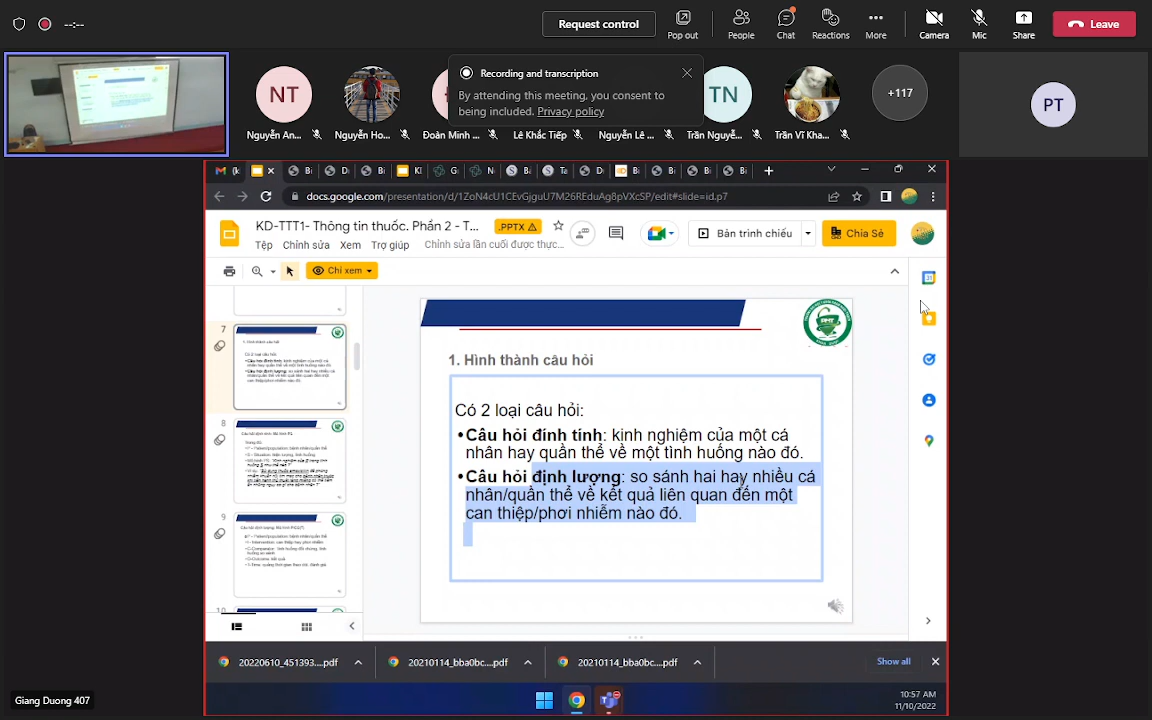 --:--
Request control
Pop out
People
Chat
Reactions
More
Camera
Mic
Share
Leave
Recording and transcription
By attending this meeting, you consent to
being included. Privacy policy
NT
TN
+117
PT
Nguyễn An...
Nguyễn Ho...
Đoàn Minh ...
Lê Khắc Tiếp
Nguyễn Lê ...
Trần Nguyễ...
Trần Vĩ Kha...
docs.google.com/presentation/d/1ZoN4cU1CEvGjguU7M26REduAg8pVXcSP/edit#slide=id.p7
KD-TTT1- Thông tin thuốc. Phần 2 - T...
.PPTX
Tệp Chỉnh sửa Xem Trợ giúp Chỉnh sửa lần cuối được thực...
Bản trình chiếu
Chia Sẻ
Chỉ xem
7
8
9
10
1. Hình thành câu hỏi
Có 2 loại câu hỏi:
•Câu hỏi định tính: kinh nghiệm của một cá
nhân hay quần thể về một tình huống nào đó.
•Câu hỏi định lượng: so sánh hai hay nhiều cá
nhân/quần thể về kết quả liên quan đến một
can thiệp/phơi nhiễm nào đó.
20220610_451393....pdf
20210114_bba0bc....pdf
20210114_bba0bc....pdf
Show all
Giang Duong 407
10:57 AM
11/10/2022